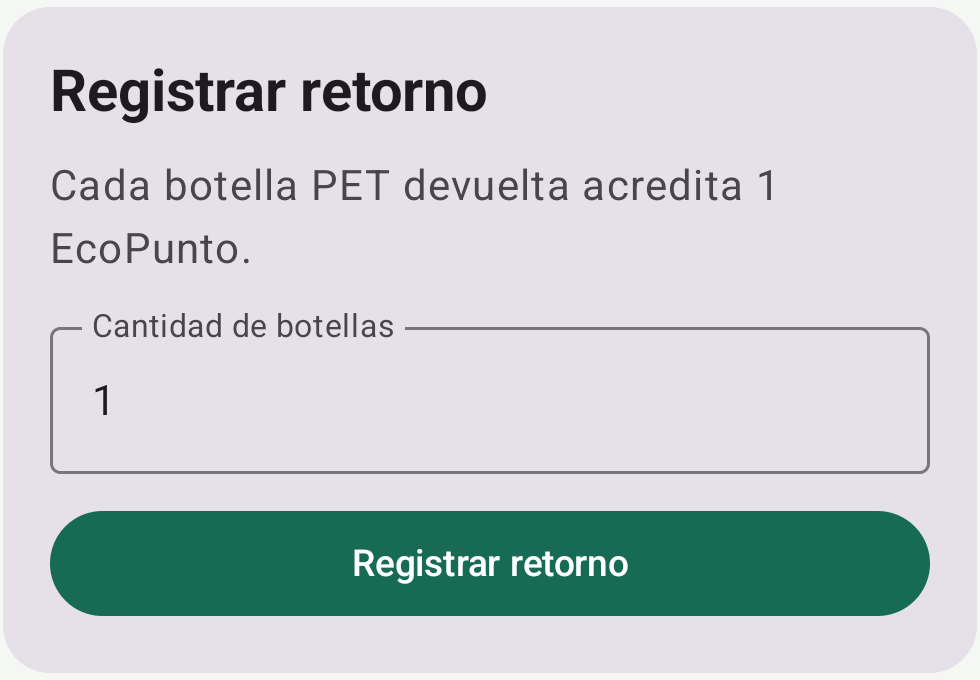 Registrar retorno
Cada botella PET devuelta acredita 1
EcoPunto.
Cantidad de botellas
1
Registrar retorno